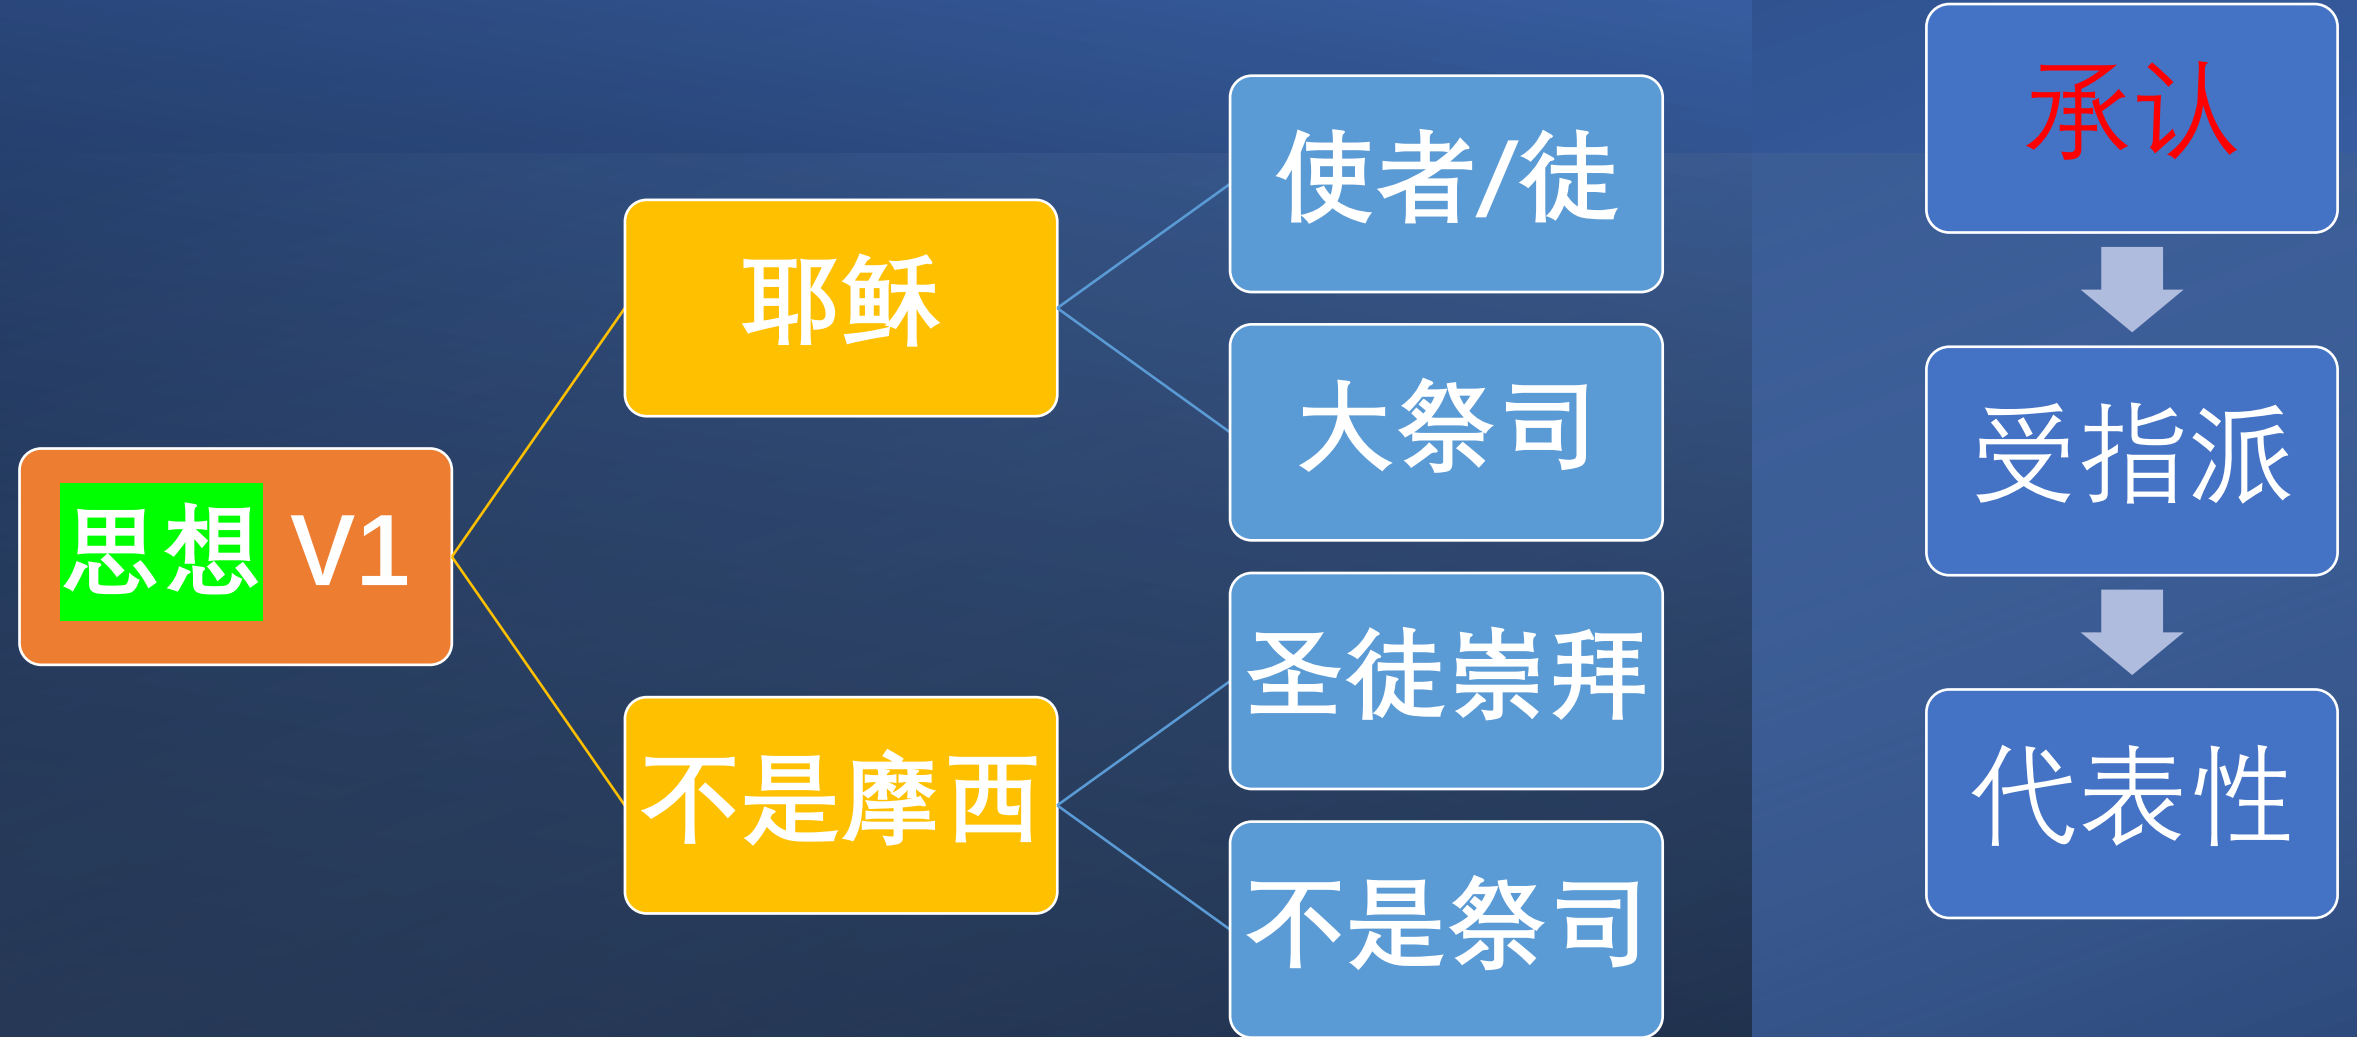 思想 V1
耶稣
不是摩西
使者/徒
大祭司
圣徒崇拜
不是祭司
承认
受指派
代表性